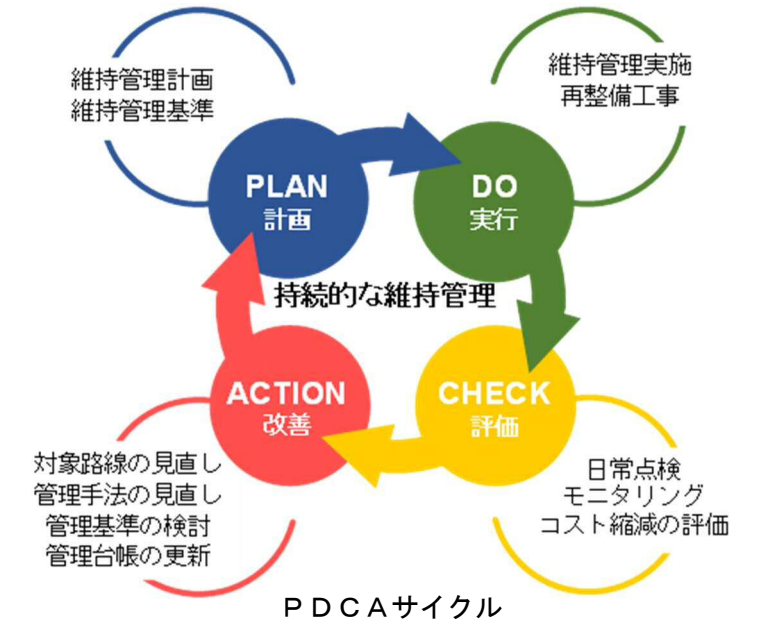 維持管理計画
維持管理基準
PLAN
計画
維持管理実施
再整備工事
DO
実行
持続的な維持管理
ACTION
改善
対象路線の見直し
管理手法の見直し
管理基準の検討
管理台帳の更新
CHECK
評価
日常点検
モニタリング
コスト縮減の評価
ＰＤＣＡサイクル